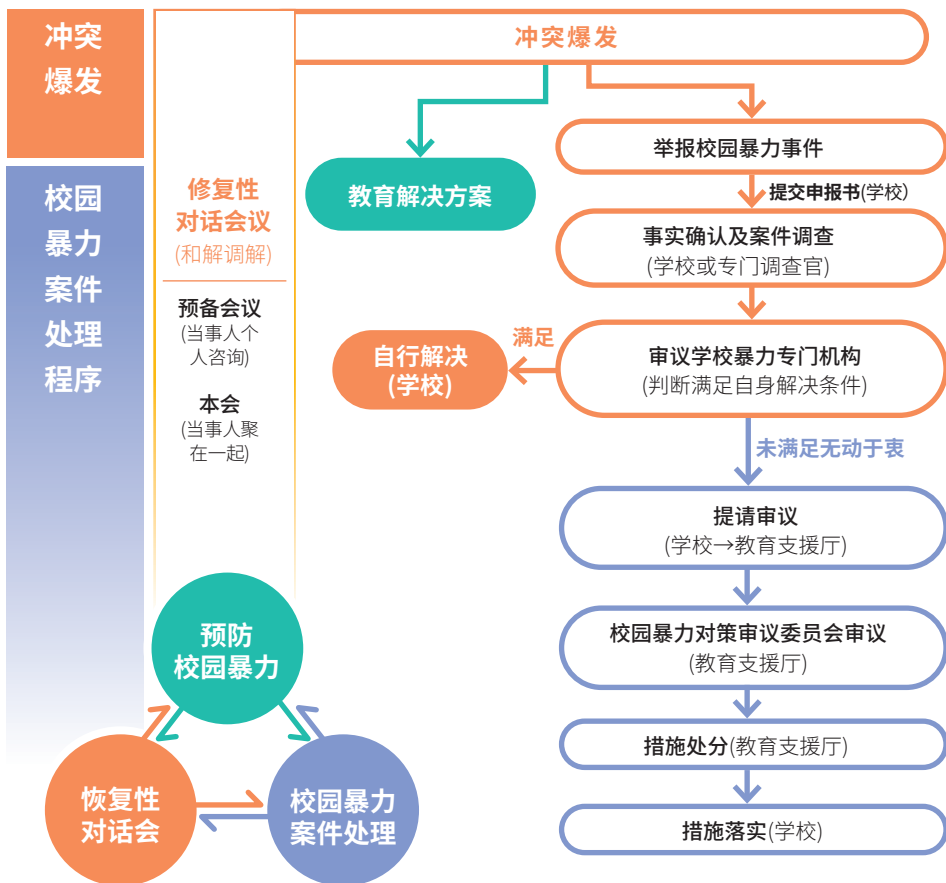 冲突
爆发
校园
暴力
案件
处理
程序
修复性
对话会议
(和解调解)
预备会议
(当事人个
人咨询)
本会
(当事人聚
在一起)
冲突爆发
教育解决方案
举报校园暴力事件
提交申报书(学校)
事实确认及案件调查
(学校或专门调查官)
满足
自行解决
(学校)
审议学校暴力专门机构
(判断满足自身解决条件)
未满足无动于衷
提请审议
(学校→教育支援厅)
校园暴力对策审议委员会审议
(教育支援厅)
措施处分(教育支援厅)
措施落实(学校)
预防
校园暴力
恢复性
对话会
校园暴力
案件处理